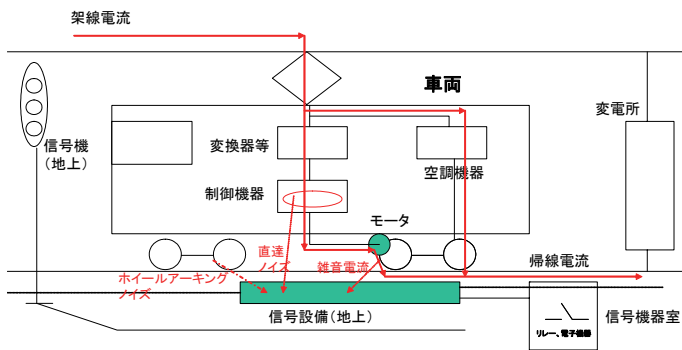 架線電流
車両
変電所
信号機
(地上)
変換器等
空調機器
制御機器
モータ
直達
ノイズ
雑音電流
帰線電流
ホイールアーキング
ノイズ
信号設備(地上)
信号機器室
リレー、電子機器